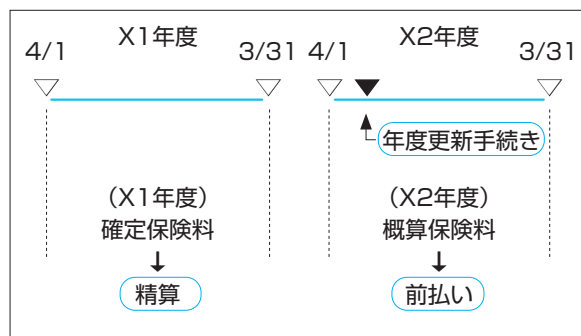 X1年度 X2年度
4/1 3/31 4/1 3/31
年度更新手続き
（X1年度） （X2年度）
確定保険料 概算保険料
精算 前払い